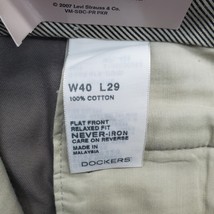 © 2007 Levi Strauss & Co.
W40 L29
100% COTTON
FLAT FRONT
RELAXED FIT
NEVER-IRON
CARE ON REVERSE
MADE IN
MALAYSIA
DOCKERS